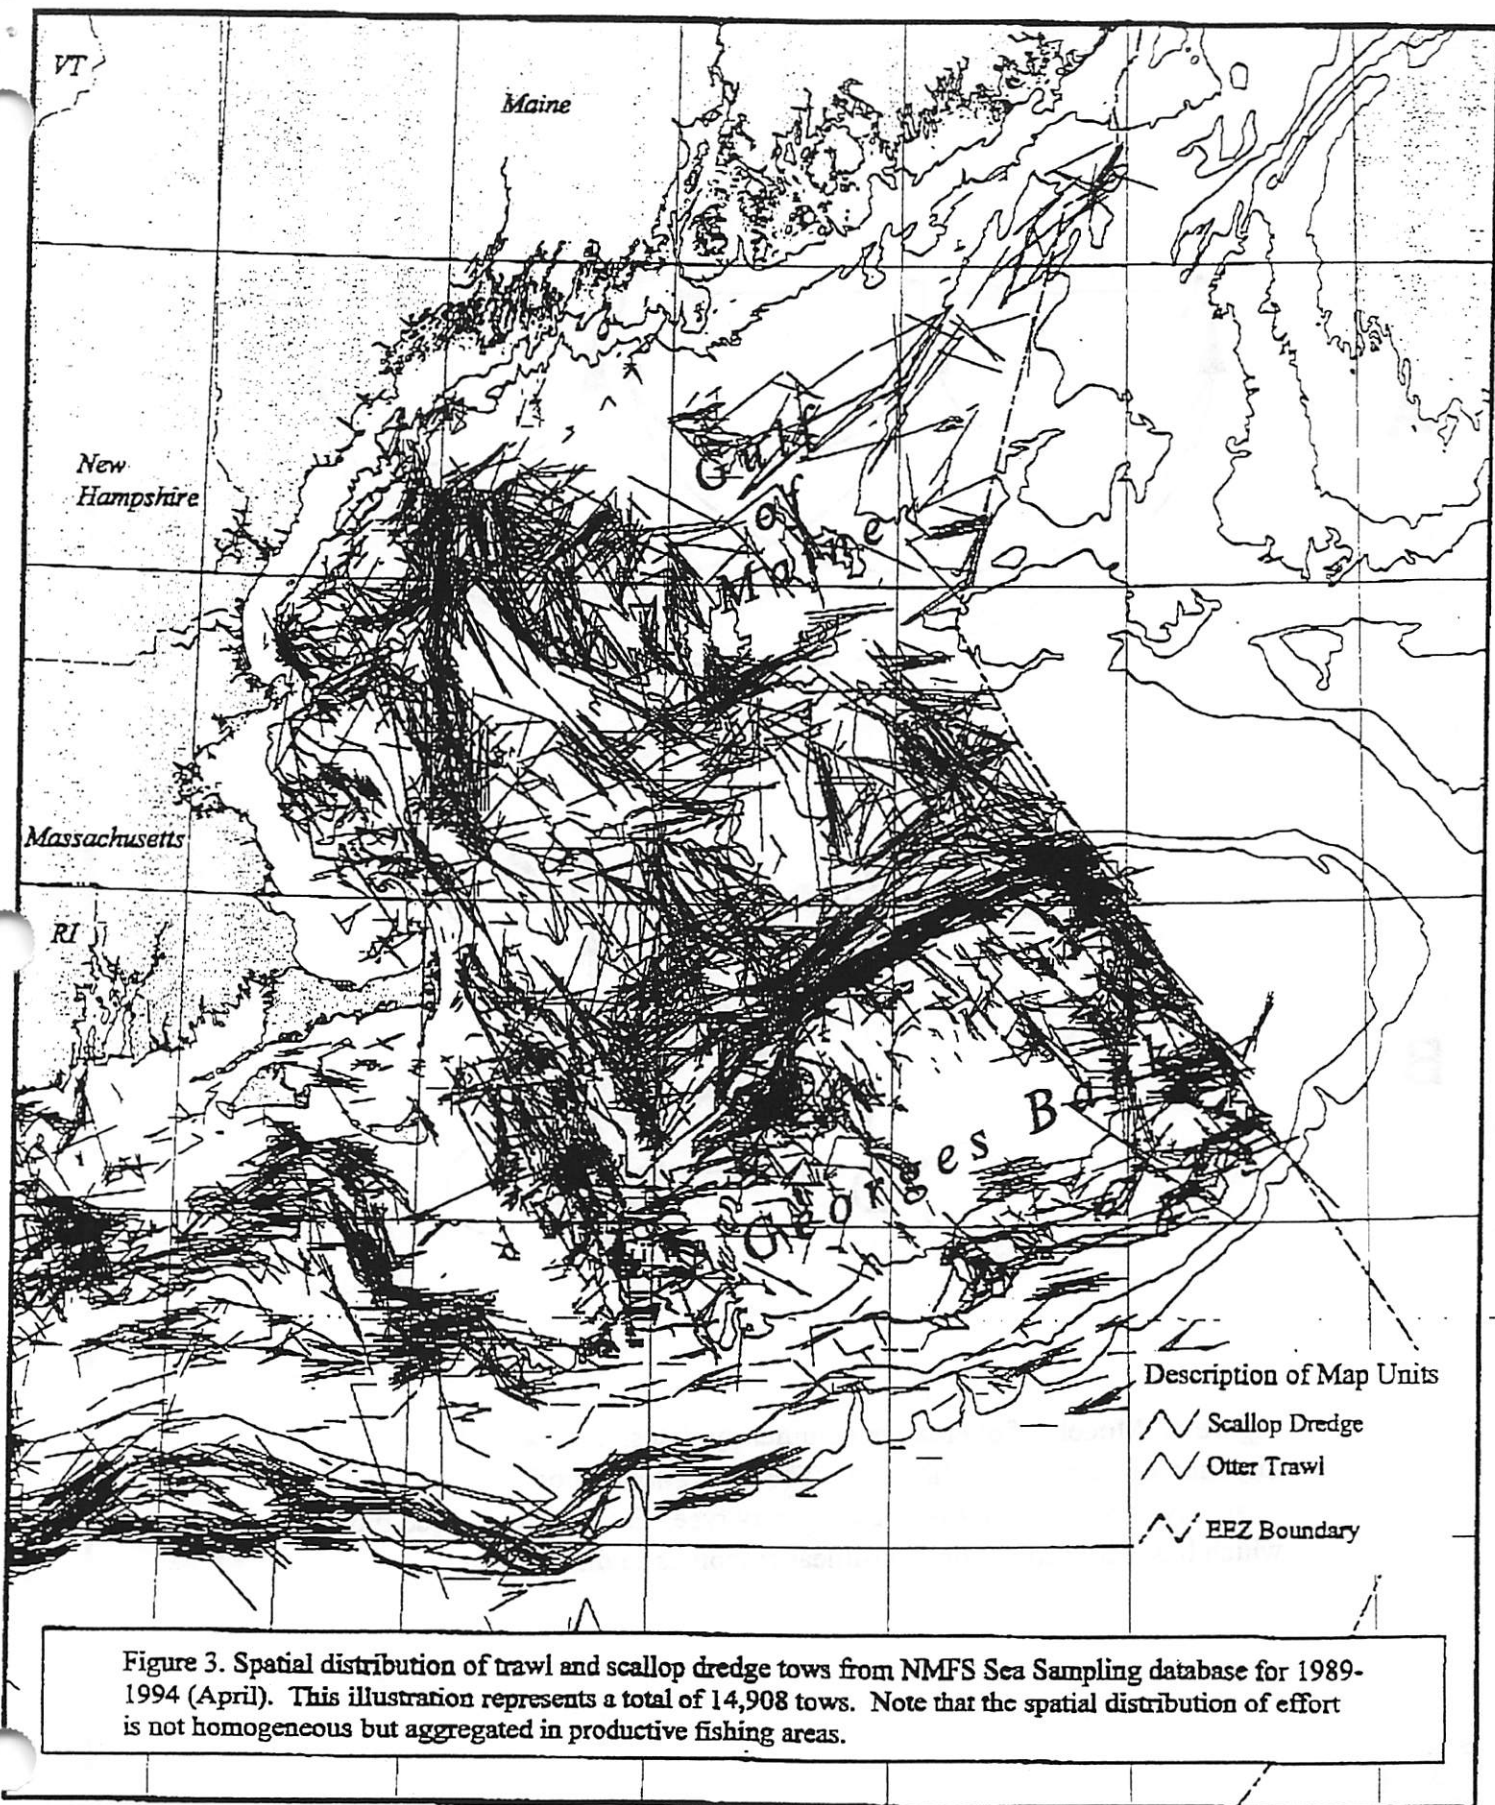 VT
Maine
New
Hampshire
Gulf
of
Maine
Massachusetts
RI
Georges Ba
Description of Map Units
Scallop Dredge
Otter Trawl
EEZ Boundary
Figure 3. Spatial distribution of trawl and scallop dredge tows from NMFS Sea Sampling database for 1989-
1994 (April). This illustration represents a total of 14,908 tows. Note that the spatial distribution of effort
is not homogeneous but aggregated in productive fishing areas.